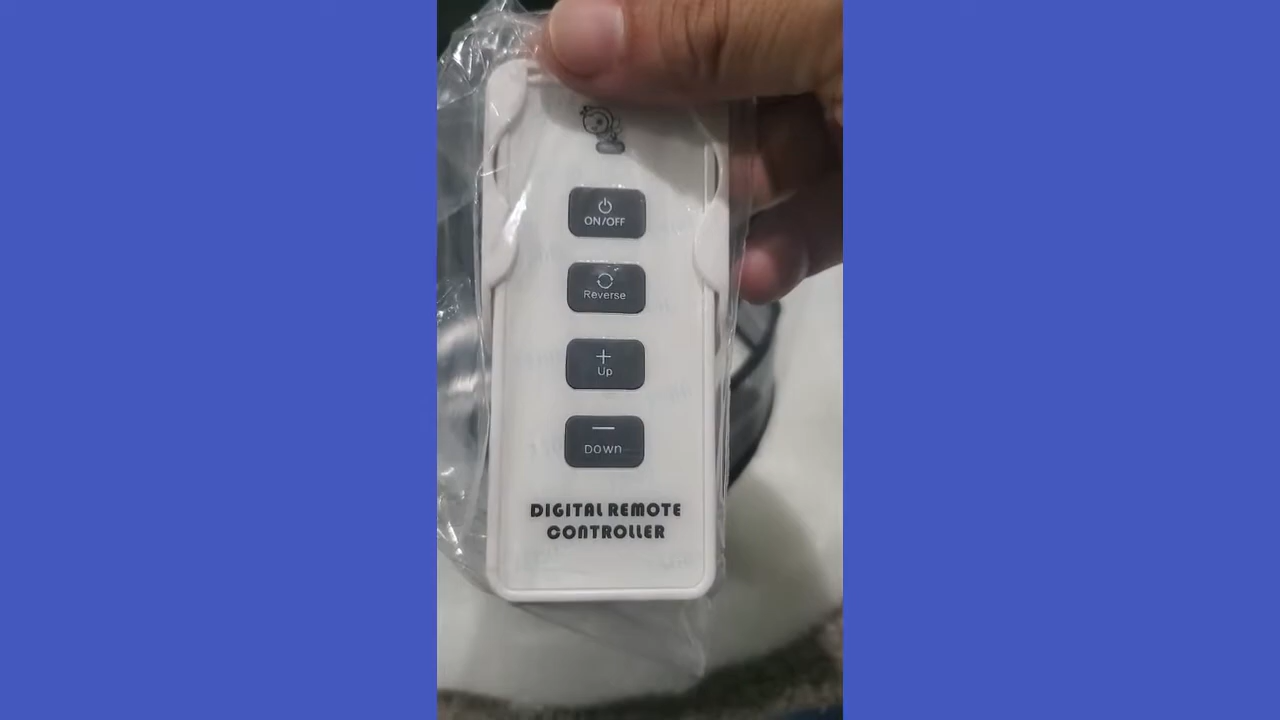 ON/OFF
Reverse
+
Up
—
DOWN
DIGITAL REMOTE
CONTROLLER